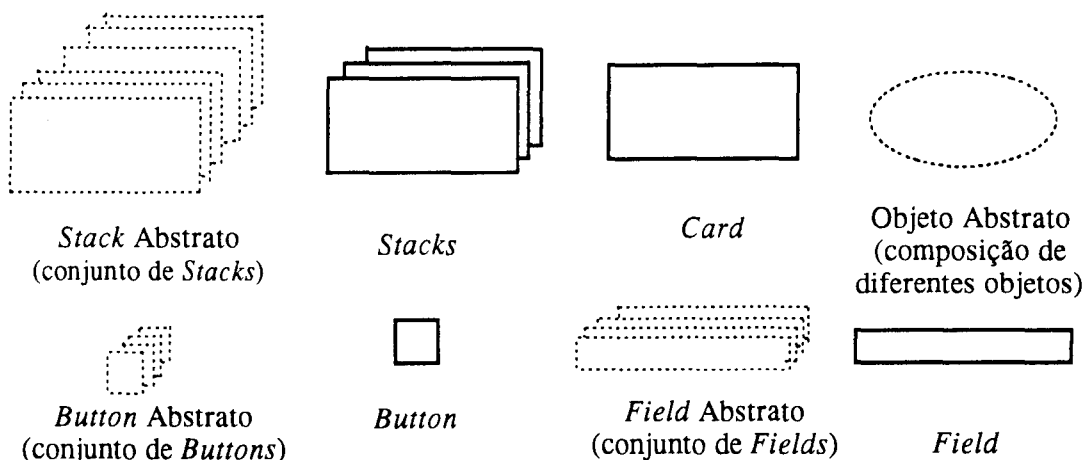 Stack Abstrato
(conjunto de Stacks)
Stacks
Card
Objeto Abstrato
(composição de
diferentes objetos)
Button Abstrato
(conjunto de Buttons)
Button
Field Abstrato
(conjunto de Fields)
Field